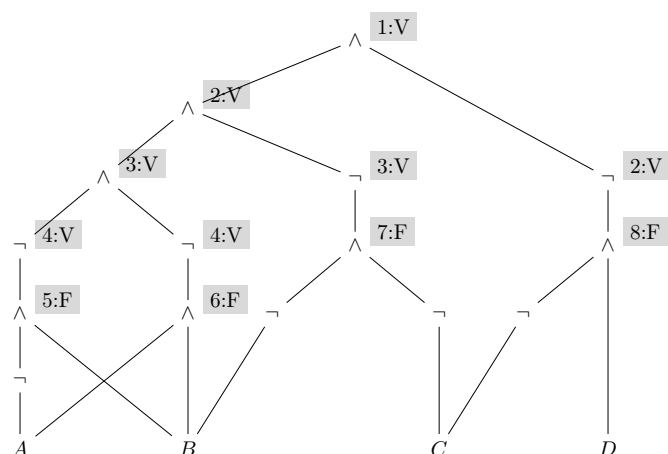 ∧ 1:V
∧ 2:V
∧ 3:V ¬ 3:V ¬ 2:V
¬ 4:V ¬ 4:V ∧ 7:F ∧ 8:F
∧ 5:F ∧ 6:F ¬ ¬ ¬
¬
A B C D